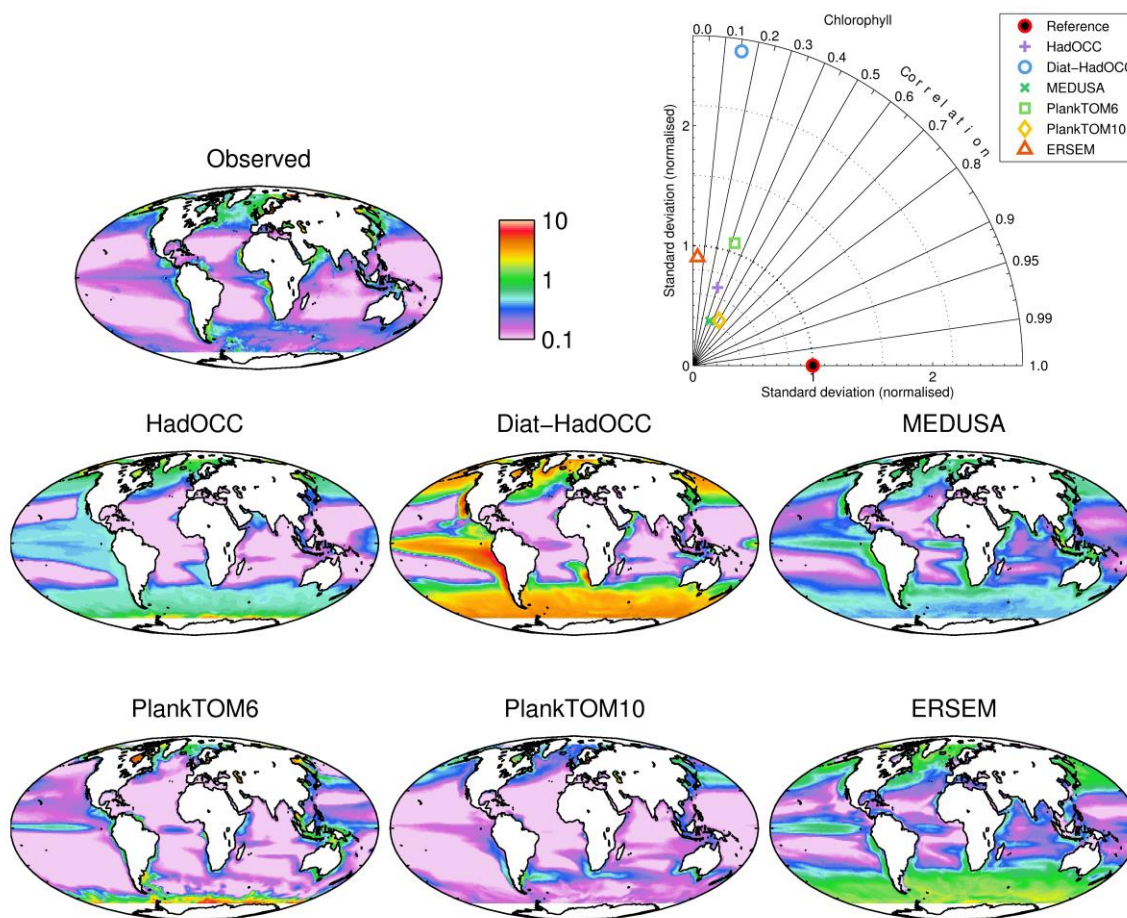 Observed
10
1
0.1
Chlorophyll
0.0
0.1
0.2
0.3
0.4
0.5
0.6
0.7
0.8
0.9
0.95
0.99
1.0
Correlation
Standard deviation (normalised)
2
1
0
0
1
2
Standard deviation (normalised)
Reference
HadOCC
Diat-HadOCC
MEDUSA
PlankTOM6
PlankTOM10
ERSEM
HadOCC
Diat-HadOCC
MEDUSA
PlankTOM6
PlankTOM10
ERSEM